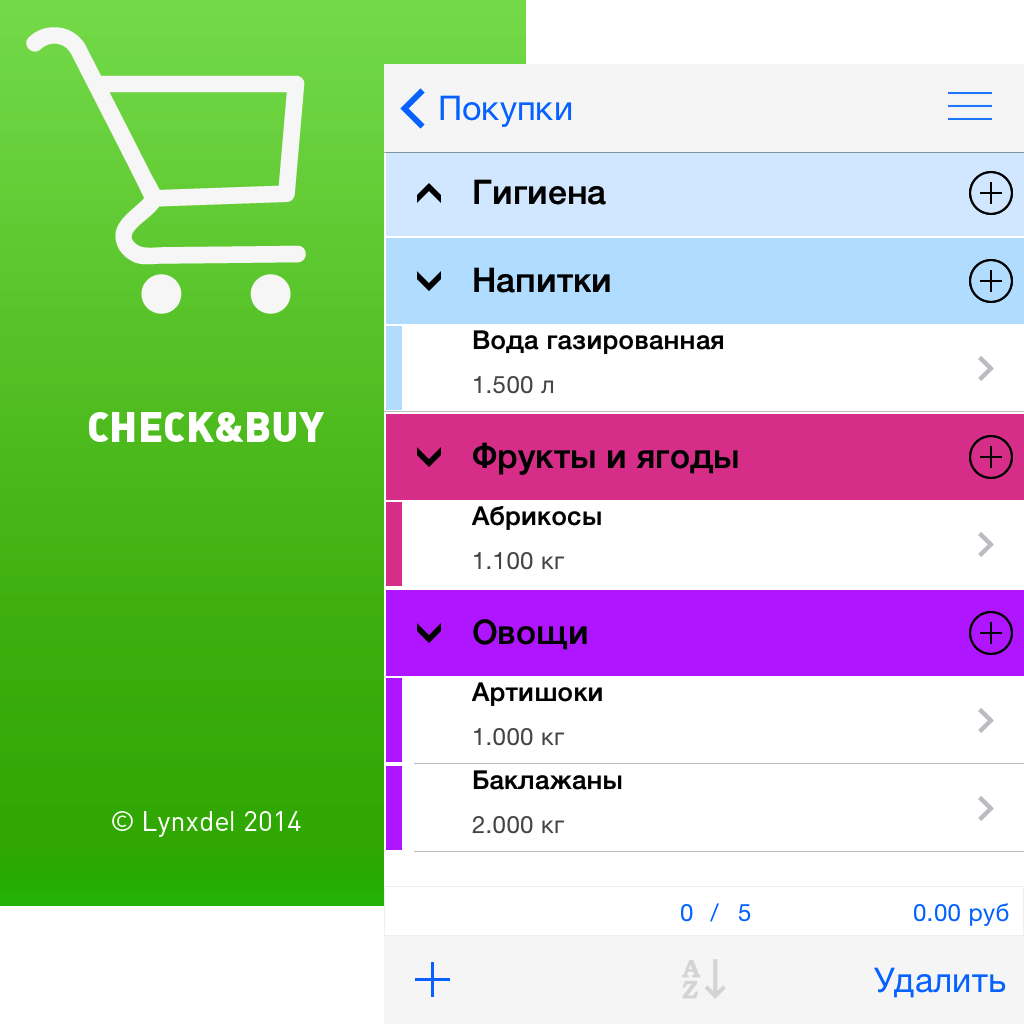 CHECK&BUY
© Lynxdel 2014
Покупки
Гигиена
Напитки
Вода газированная
1.500 л
Фрукты и ягоды
Абрикосы
1.100 кг
Овощи
Артишоки
1.000 кг
Баклажаны
2.000 кг
0 / 5 0.00 руб
A
Z
Удалить